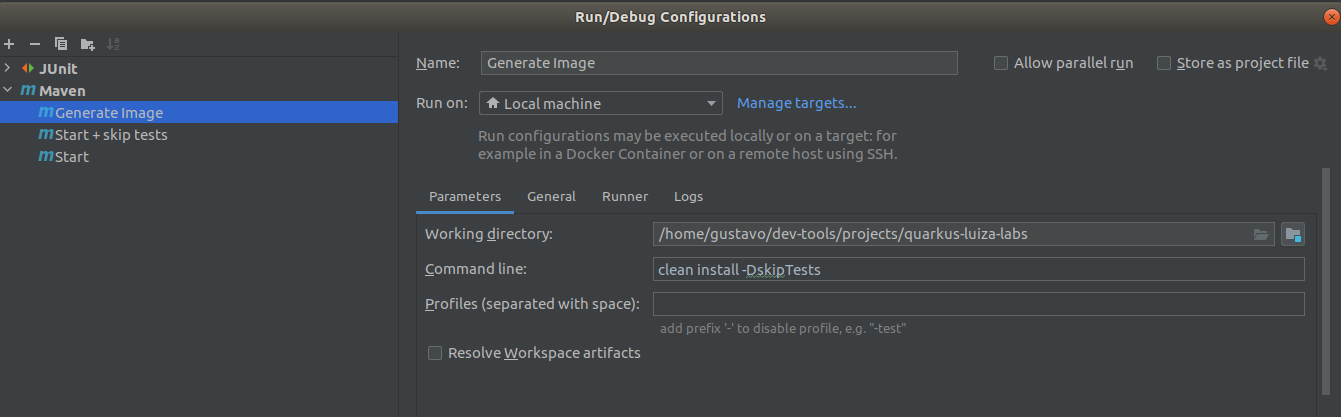 Run/Debug Configurations
JUnit
Maven
Generate Image
Start + skip tests
Start
Name:
Generate Image
Allow parallel run
Store as project file
Run on:
Local machine
Manage targets...
Run configurations may be executed locally or on a target: for
example in a Docker Container or on a remote host using SSH.
Parameters
General
Runner
Logs
Working directory:
/home/gustavo/dev-tools/projects/quarkus-luiza-labs
Command line:
clean install -DskipTests
Profiles (separated with space):
add prefix '-' to disable profile, e.g. "-test"
Resolve Workspace artifacts